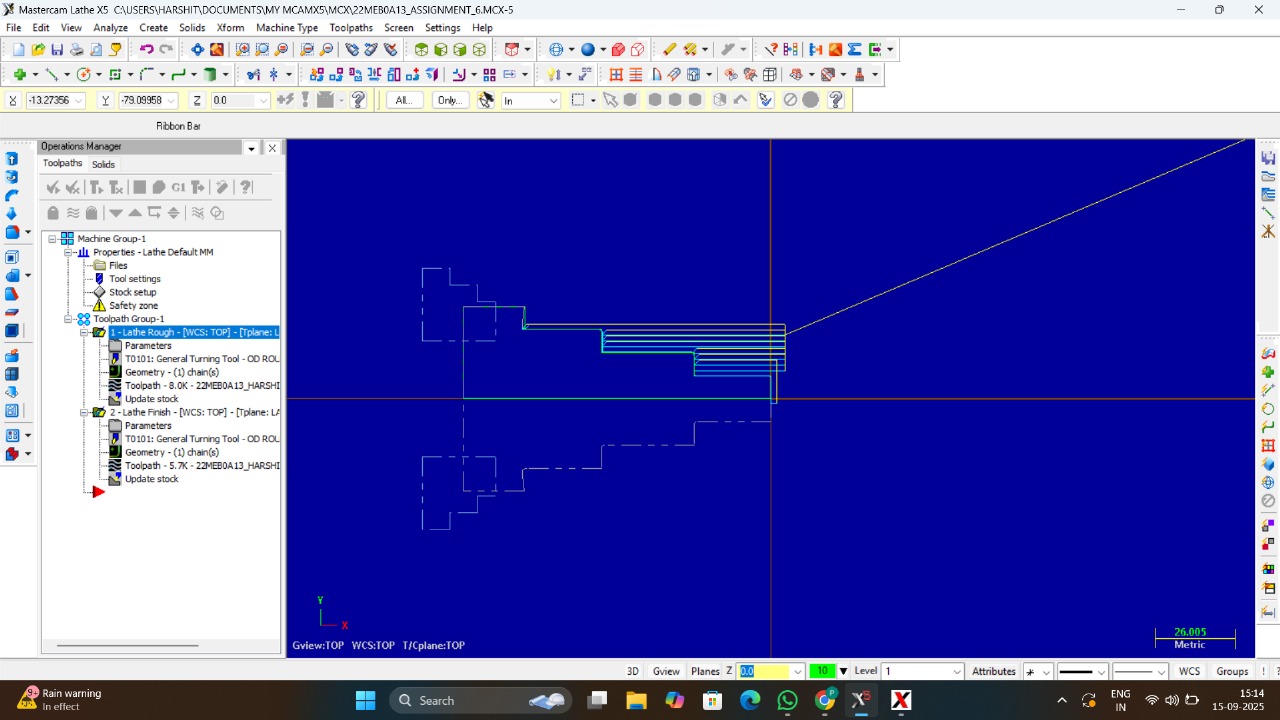 Mastercam Lathe X5 C:\USERS\HARSHIT\DOCUMENTS\MY MCAMX5\MCX\22MEB0A13_ASSIGNMENT_6.MCX-5
File Edit View Analyze Create Solids Xform Machine Type Toolpaths Screen Settings Help
X -13.27356 Y -79.09958 Z 0.0 All... Only... In
Ribbon Bar
Operations Manager
Toolpaths Solids
G1
Machine Group-1
Properties - Lathe Default MM
Files
Tool settings
Stock setup
Safety zone
Toolpath Group-1
1 - Lathe Rough - [WCS: TOP] - [Tplane: L
Parameters
T0101: General Turning Tool - OD ROU
Geometry - (1) chain(s)
Toolpath - 8.0K - 22MEB0A13_HARSHI
Update stock
2 - Lathe Finish - [WCS: TOP] - [Tplane: LA
Parameters
T0101: General Turning Tool - OD ROU
Geometry - (1) chain(s)
Toolpath - 5.7K - 22MEB0A13_HARSHI
Update stock
Y
X
Gview:TOP WCS:TOP T/Cplane:TOP
26.005
Metric
3D Gview Planes Z 0.0 10 Level 1 Attributes WCS Groups ! ?
Rain warning
In effect
Search
ENG
IN
15:14
15-09-2025